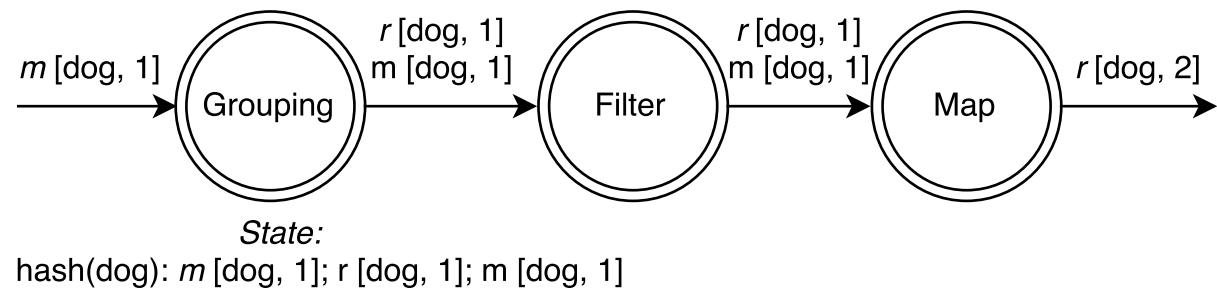 m [dog, 1]
Grouping
r [dog, 1]
m [dog, 1]
Filter
r [dog, 1]
m [dog, 1]
Map
r [dog, 2]
State:
hash(dog): m [dog, 1]; r [dog, 1]; m [dog, 1]